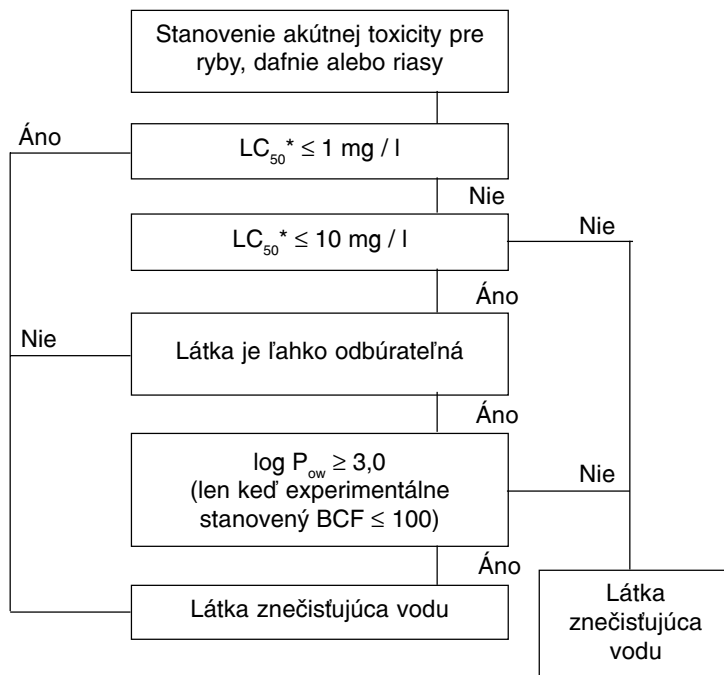 Stanovenie akútnej toxicity pre
ryby, dafnie alebo riasy
Áno
LC₅₀* ≤ 1 mg / l
Nie
LC₅₀* ≤ 10 mg / l
Nie
Áno
Nie
Látka je ľahko odbúrateľná
Áno
log Pₒw ≥ 3,0
(len keď experimentálne
stanovený BCF ≤ 100)
Nie
Áno
Látka znečisťujúca vodu
Látka
znečisťujúca
vodu